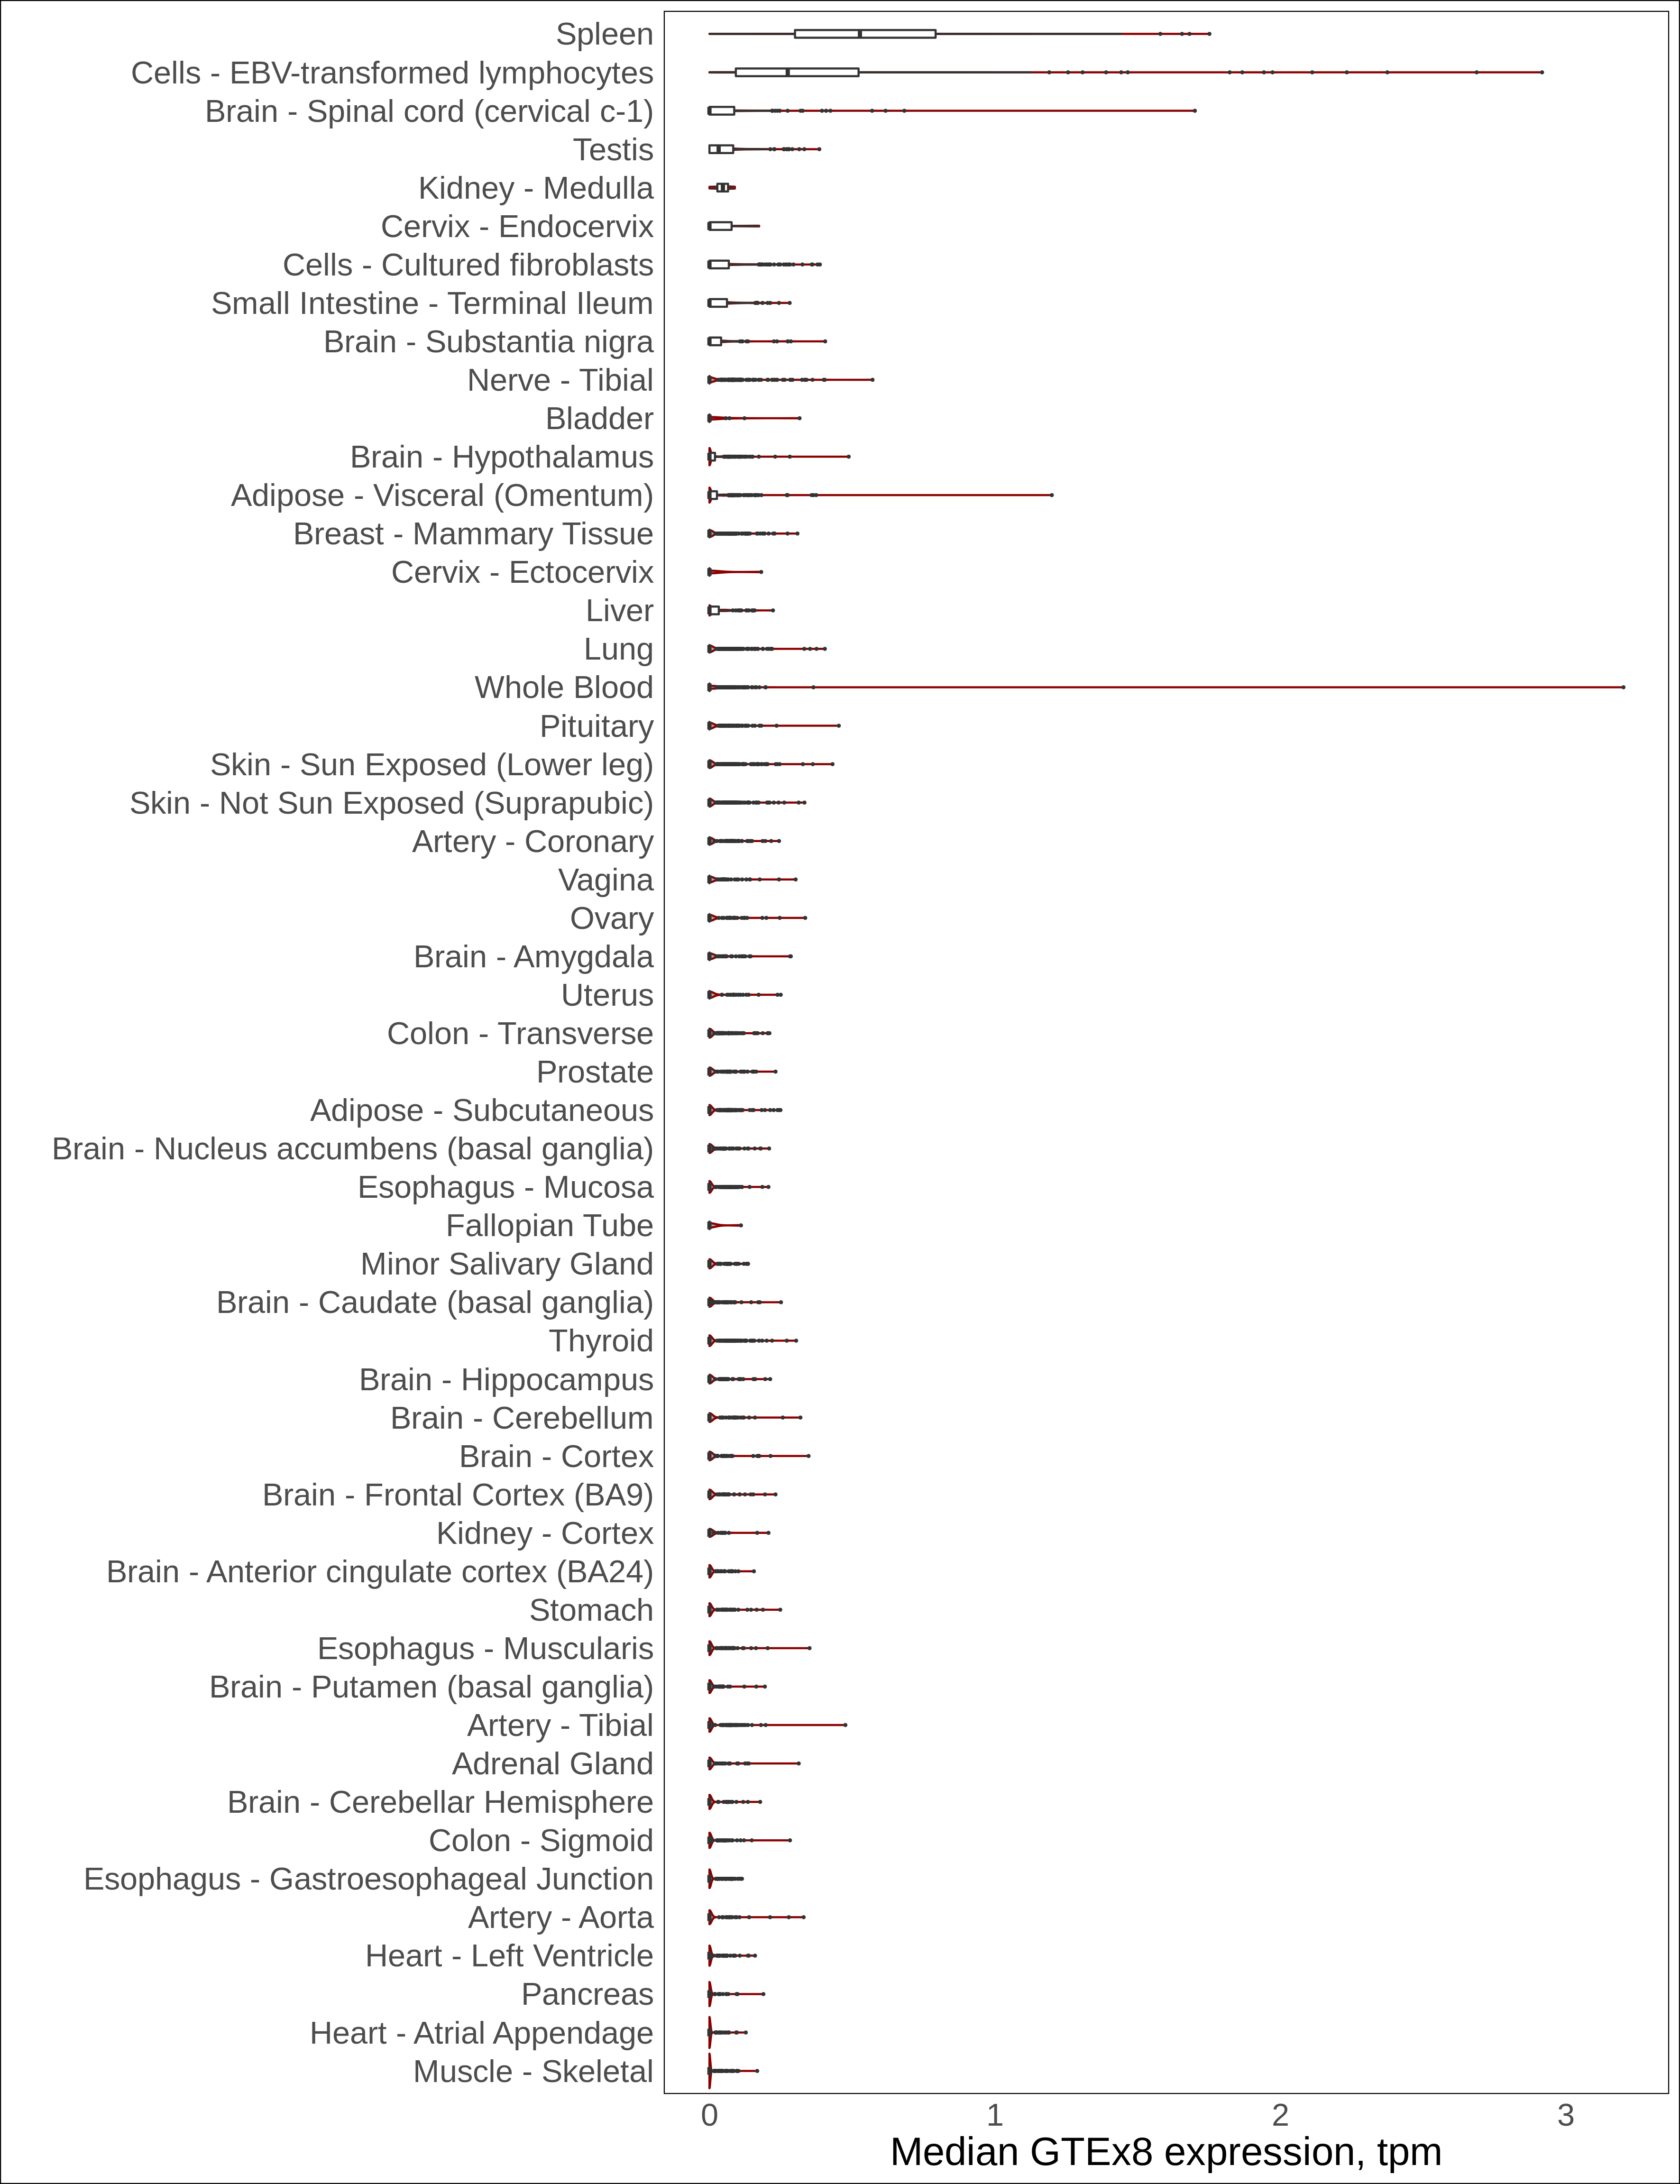 Spleen
Cells - EBV-transformed lymphocytes
Brain - Spinal cord (cervical c-1)
Testis
Kidney - Medulla
Cervix - Endocervix
Cells - Cultured fibroblasts
Small Intestine - Terminal Ileum
Brain - Substantia nigra
Nerve - Tibial
Bladder
Brain - Hypothalamus
Adipose - Visceral (Omentum)
Breast - Mammary Tissue
Cervix - Ectocervix
Liver
Lung
Whole Blood
Pituitary
Skin - Sun Exposed (Lower leg)
Skin - Not Sun Exposed (Suprapubic)
Artery - Coronary
Vagina
Ovary
Brain - Amygdala
Uterus
Colon - Transverse
Prostate
Adipose - Subcutaneous
Brain - Nucleus accumbens (basal ganglia)
Esophagus - Mucosa
Fallopian Tube
Minor Salivary Gland
Brain - Caudate (basal ganglia)
Thyroid
Brain - Hippocampus
Brain - Cerebellum
Brain - Cortex
Brain - Frontal Cortex (BA9)
Kidney - Cortex
Brain - Anterior cingulate cortex (BA24)
Stomach
Esophagus - Muscularis
Brain - Putamen (basal ganglia)
Artery - Tibial
Adrenal Gland
Brain - Cerebellar Hemisphere
Colon - Sigmoid
Esophagus - Gastroesophageal Junction
Artery - Aorta
Heart - Left Ventricle
Pancreas
Heart - Atrial Appendage
Muscle - Skeletal
0 1 2 3
Median GTEx8 expression, tpm